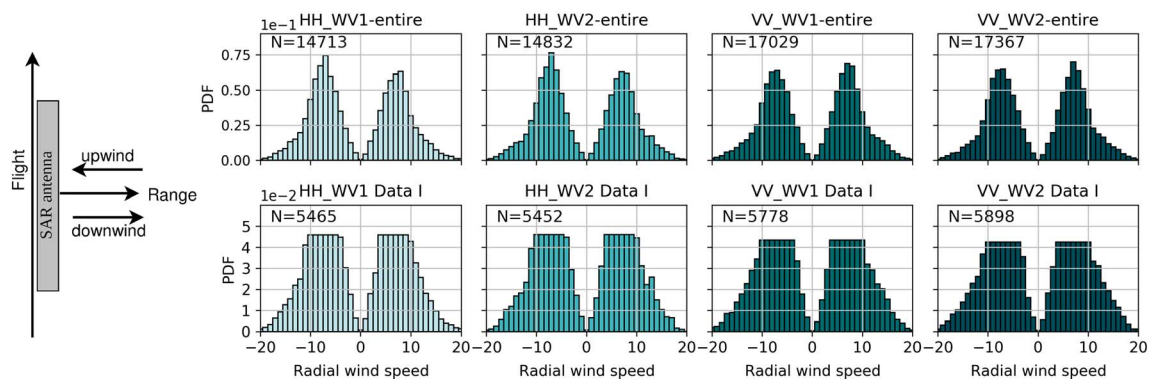 Flight
SAR antenna
upwind
Range
downwind
HH_WV1-entire
HH_WV2-entire
VV_WV1-entire
VV_WV2-entire
1e−1
N=14713
N=14832
N=17029
N=17367
PDF
0.75
0.50
0.25
0.00
HH_WV1 Data I
HH_WV2 Data I
VV_WV1 Data I
VV_WV2 Data I
1e−2
N=5465
N=5452
N=5778
N=5898
PDF
5
4
3
2
1
0
−20 −10 0 10 20
−20 −10 0 10 20
−20 −10 0 10 20
−20 −10 0 10 20
Radial wind speed
Radial wind speed
Radial wind speed
Radial wind speed